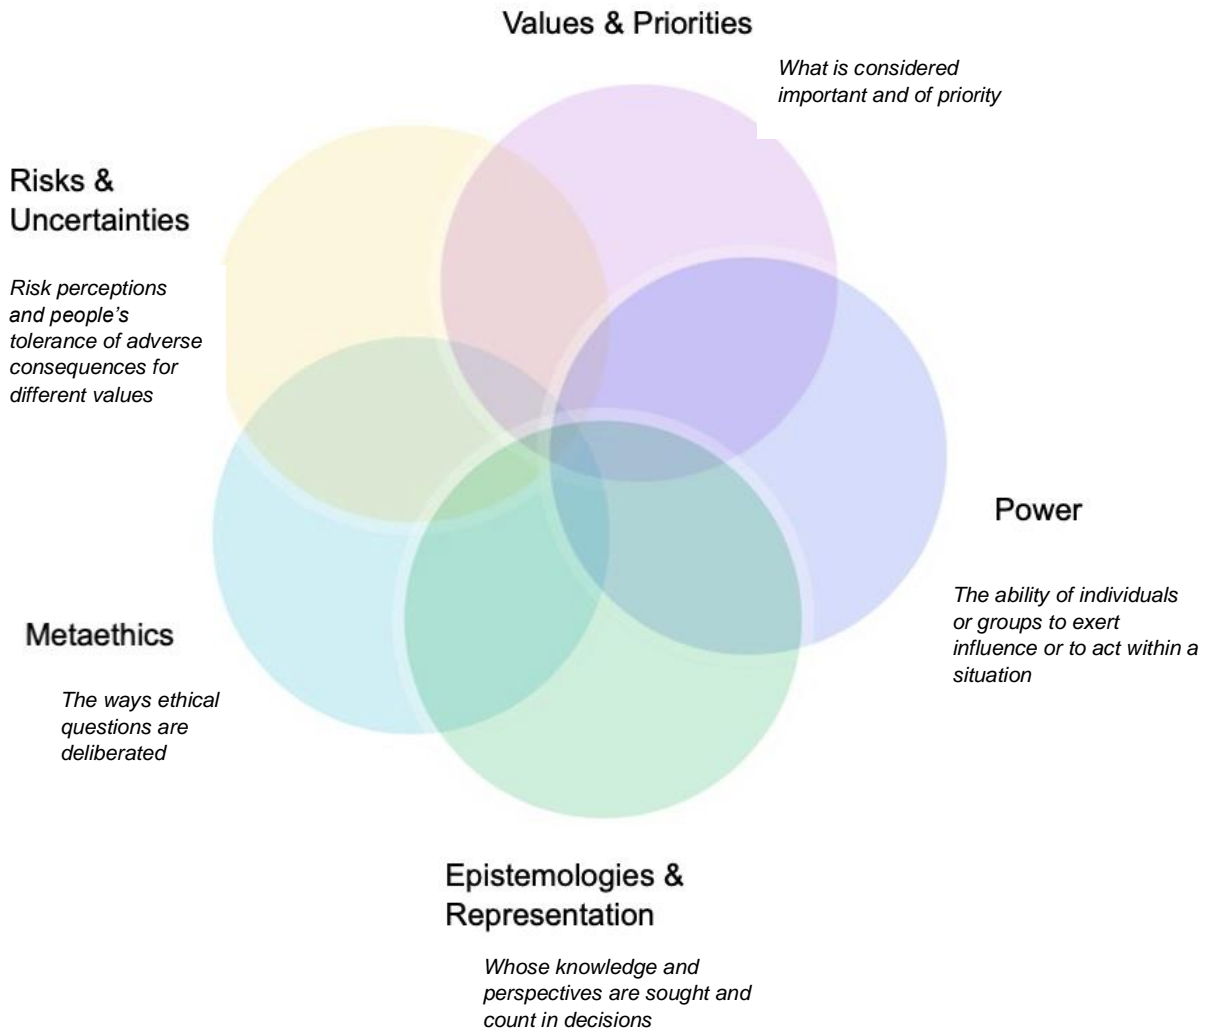 Values & Priorities
What is considered
important and of priority
Risks &
Uncertainties
Risk perceptions
and people’s
tolerance of adverse
consequences for
different values
Power
The ability of individuals
or groups to exert
influence or to act within a
situation
Metaethics
The ways ethical
questions are
deliberated
Epistemologies &
Representation
Whose knowledge and
perspectives are sought and
count in decisions